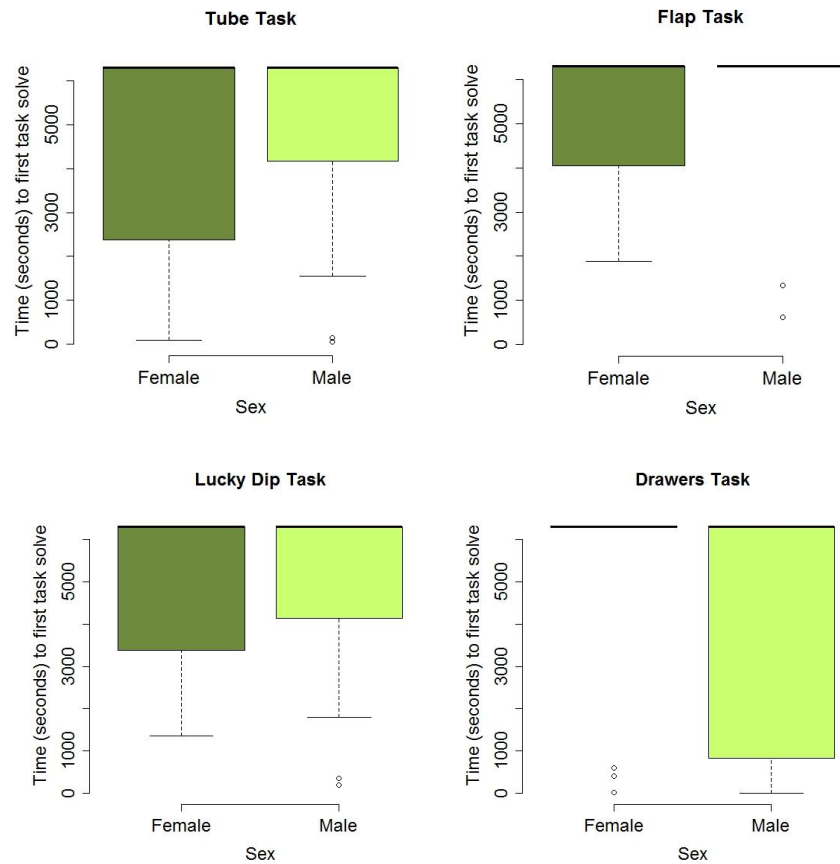 Tube Task
Time (seconds) to first task solve
5000
3000
1000
0
Female
Male
Sex
Flap Task
Time (seconds) to first task solve
5000
3000
1000
0
Female
Male
Sex
Lucky Dip Task
Time (seconds) to first task solve
5000
3000
1000
0
Female
Male
Sex
Drawers Task
Time (seconds) to first task solve
5000
3000
1000
0
Female
Male
Sex